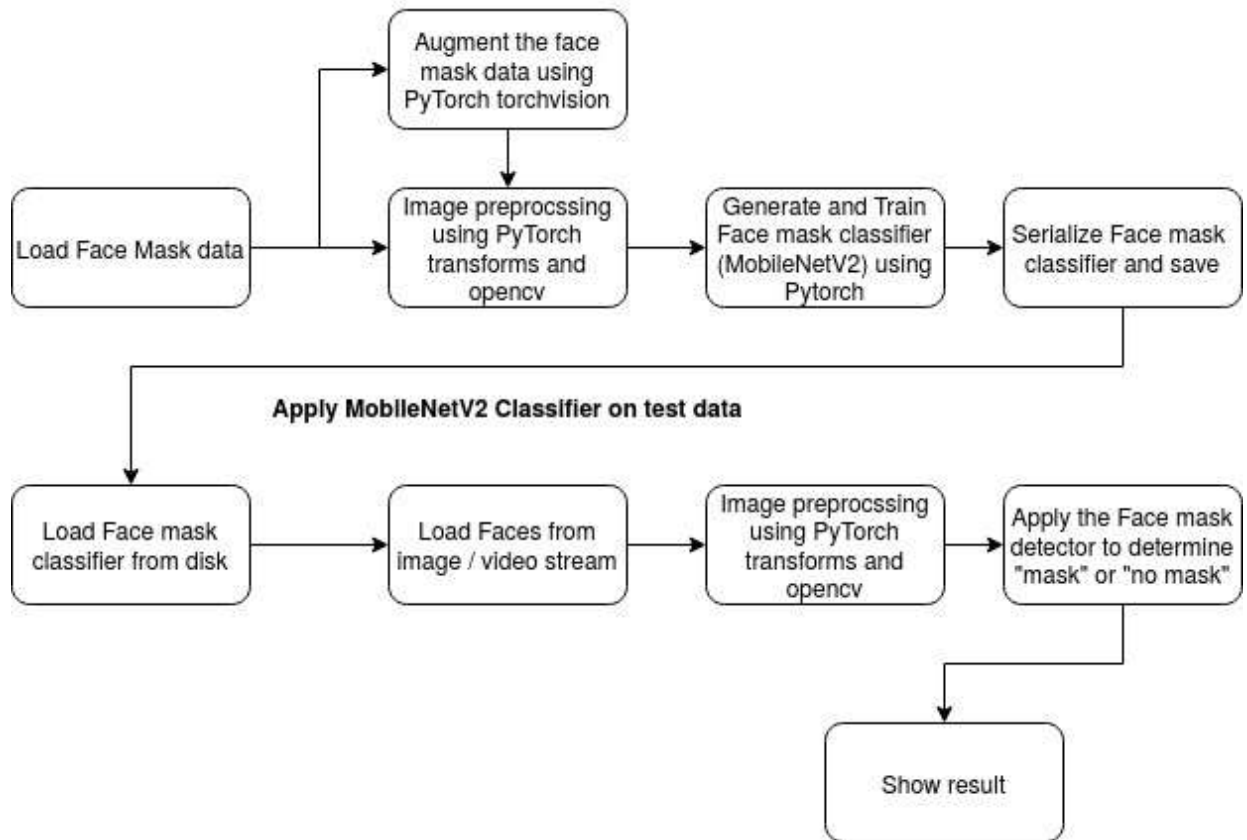 Augment the face
mask data using
PyTorch torchvision
Load Face Mask data
Image preprocssing
using PyTorch
transforms and
opencv
Generate and Train
Face mask classifier
(MobileNetV2) using
Pytorch
Serialize Face mask
classifier and save
Apply MobileNetV2 Classifier on test data
Load Face mask
classifier from disk
Load Faces from
image / video stream
Image preprocssing
using PyTorch
transforms and
opencv
Apply the Face mask
detector to determine
"mask" or "no mask"
Show result